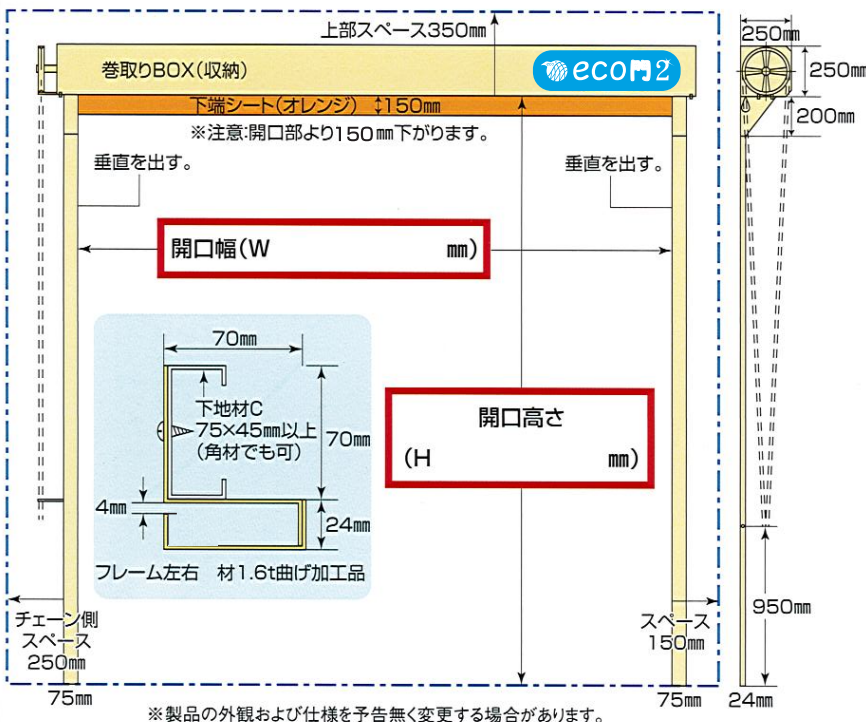 上部スペース350㎜
250㎜
巻取りBOX(収納)
eco門2
250㎜
下端シート(オレンジ) 150㎜
200㎜
※注意:開口部より150㎜下がります。
垂直を出す。
垂直を出す。
開口幅(W ㎜)
70㎜
下地材C
75×45㎜以上
(角材でも可)
70㎜
4㎜
24㎜
フレーム左右 材1.6t曲げ加工品
開口高さ
(H ㎜)
チェーン側
スペース
250㎜
スペース
150㎜
950㎜
75㎜
75㎜
24㎜
※製品の外観および仕様を予告無く変更する場合があります。